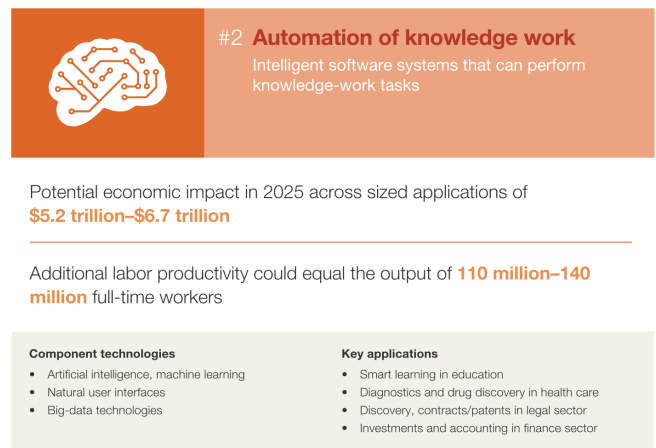 #2 Automation of knowledge work
Intelligent software systems that can perform
knowledge-work tasks
Potential economic impact in 2025 across sized applications of
$5.2 trillion–$6.7 trillion
Additional labor productivity could equal the output of 110 million–140
million full-time workers
Component technologies
• Artificial intelligence, machine learning
• Natural user interfaces
• Big-data technologies
Key applications
• Smart learning in education
• Diagnostics and drug discovery in health care
• Discovery, contracts/patents in legal sector
• Investments and accounting in finance sector